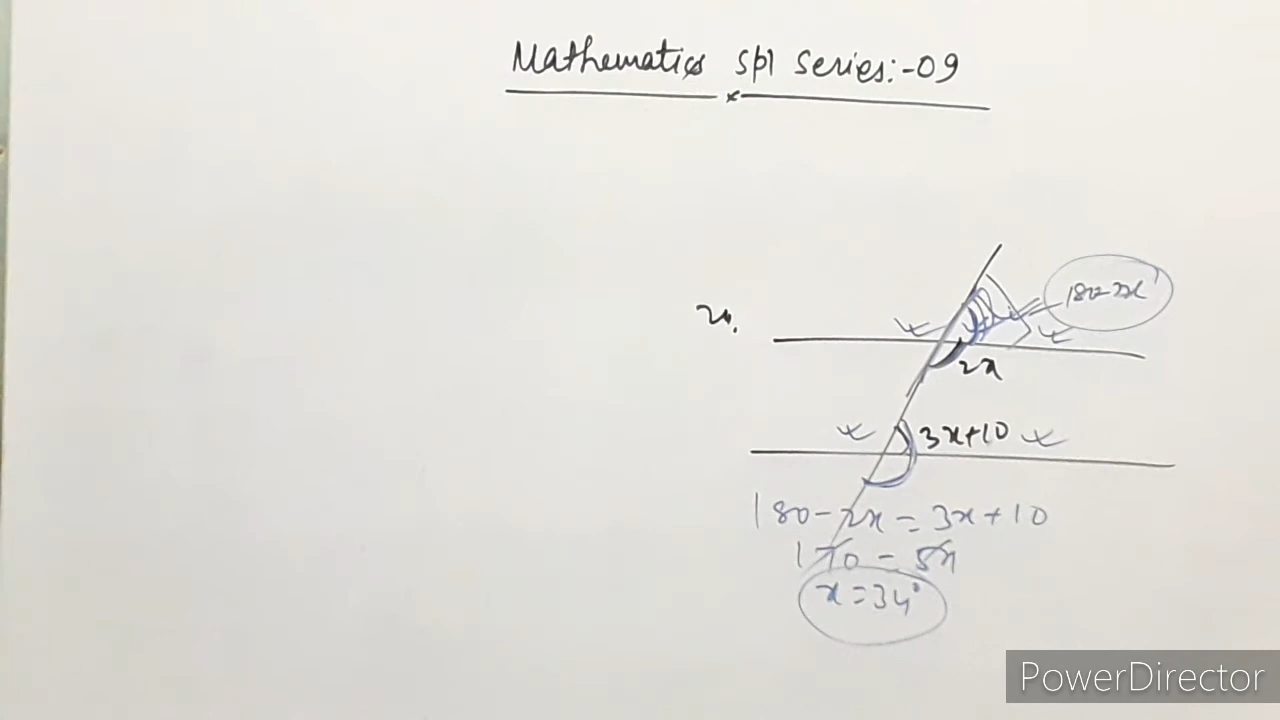 Mathematics spl series:-09
180-2x
24.
2x
3x+10
180-2x=3x+10
170=5x
x=34°
PowerDirector